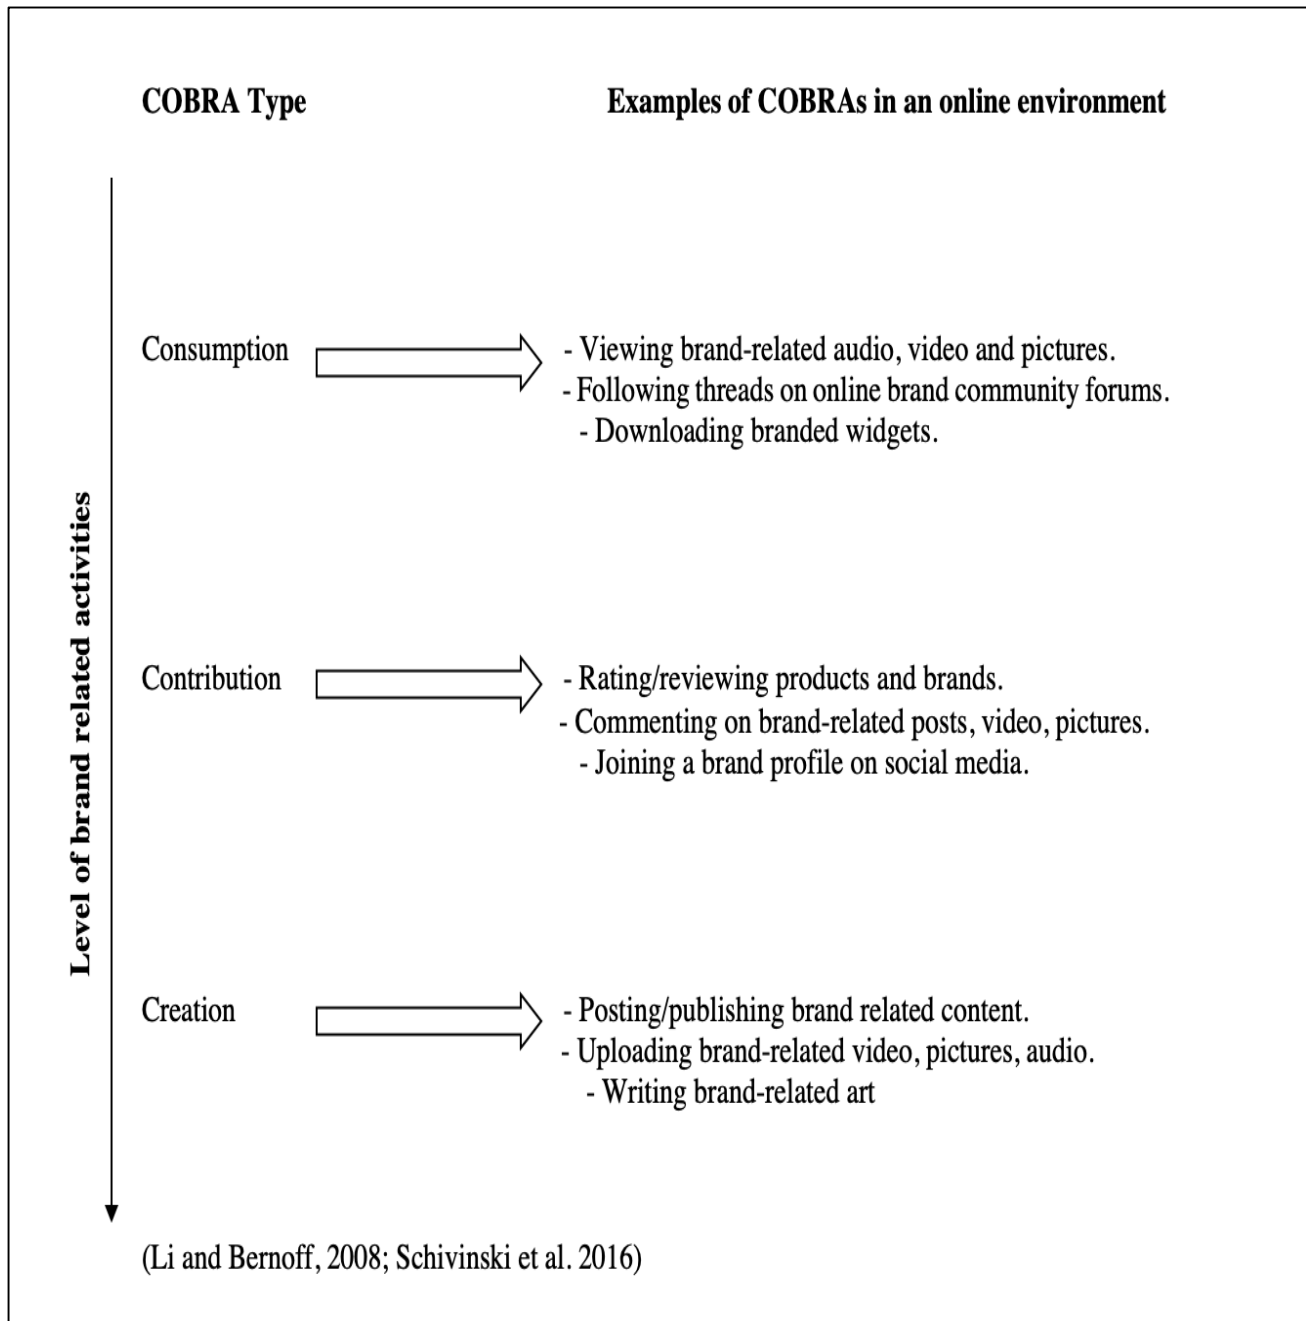 COBRA Type
Examples of COBRAs in an online environment
Level of brand related activities
Consumption
- Viewing brand-related audio, video and pictures.
- Following threads on online brand community forums.
- Downloading branded widgets.
Contribution
- Rating/reviewing products and brands.
- Commenting on brand-related posts, video, pictures.
- Joining a brand profile on social media.
Creation
- Posting/publishing brand related content.
- Uploading brand-related video, pictures, audio.
- Writing brand-related art
(Li and Bernoff, 2008; Schivinski et al. 2016)